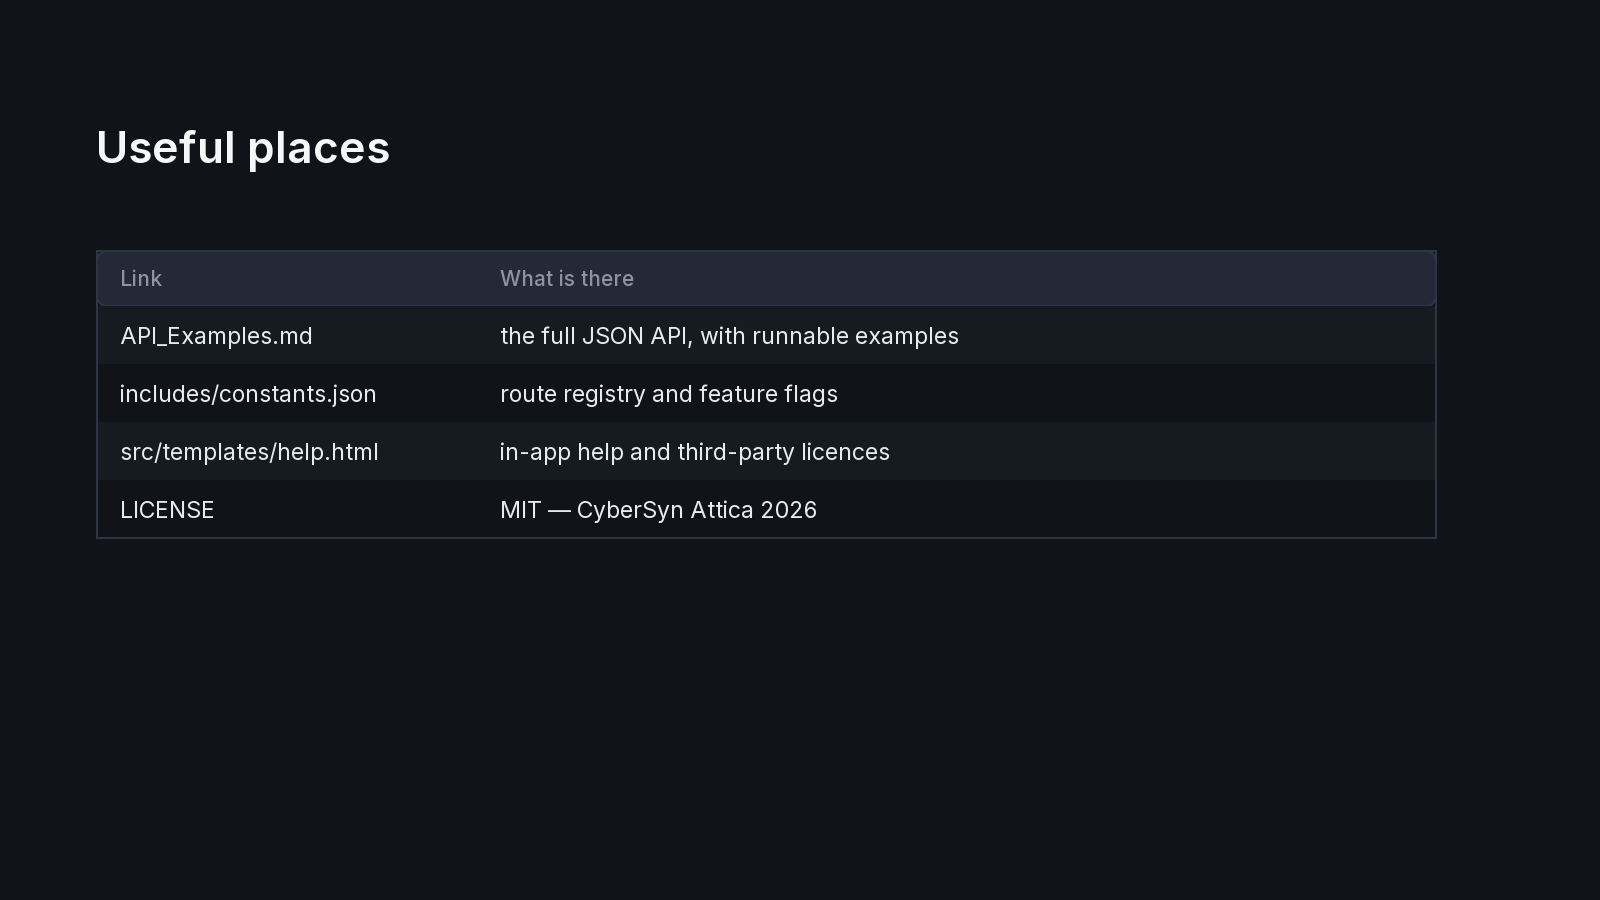 Useful places
Link What is there
API_Examples.md the full JSON API, with runnable examples
includes/constants.json route registry and feature flags
src/templates/help.html in-app help and third-party licences
LICENSE MIT — CyberSyn Attica 2026